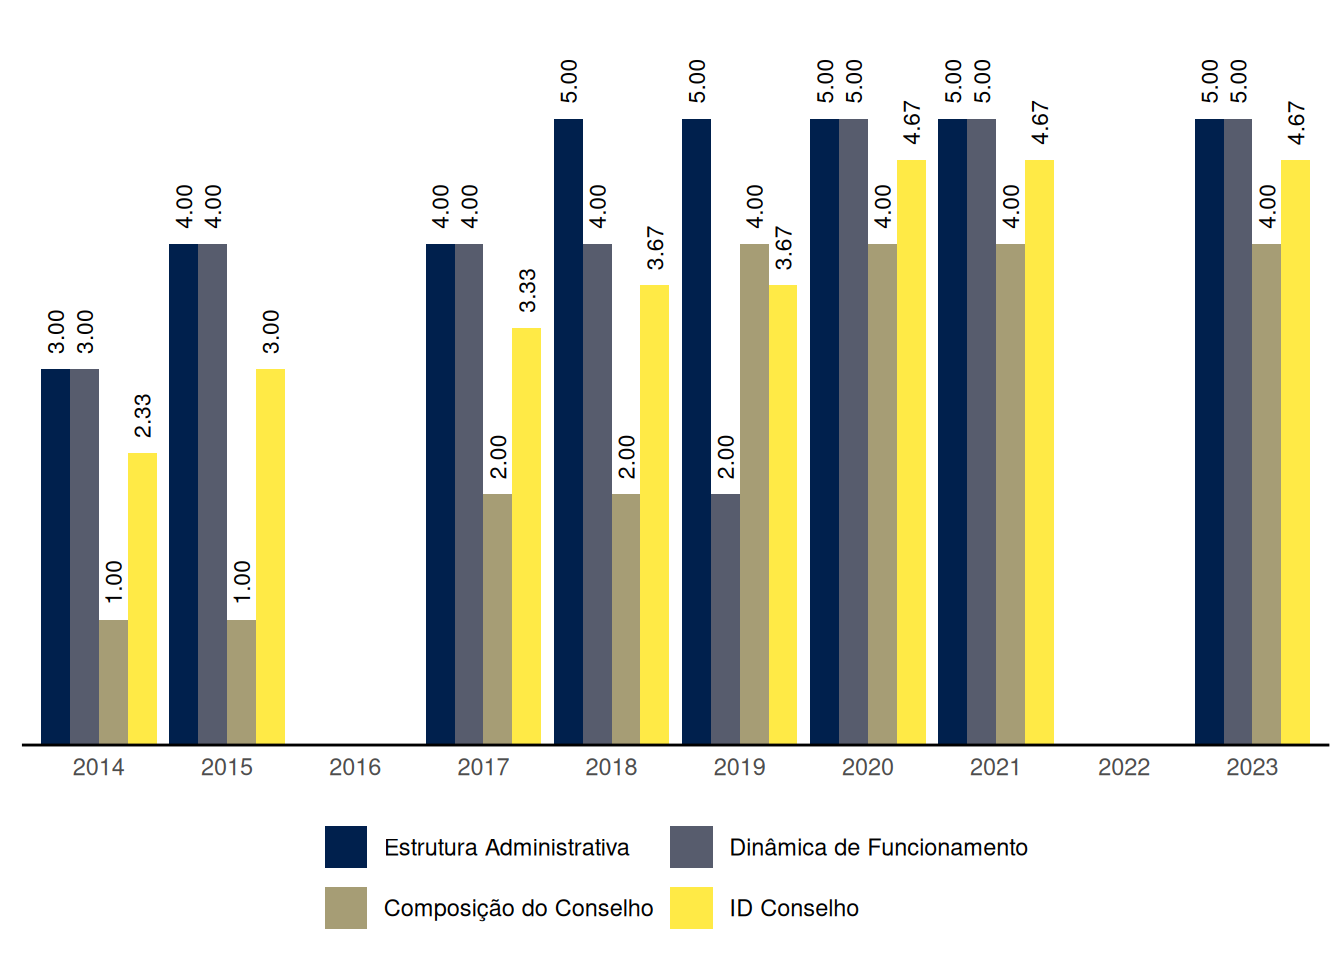 3.00 3.00 1.00 2.33
4.00 4.00 1.00 3.00
4.00 4.00 2.00 3.33
5.00 4.00 2.00 3.67
5.00 2.00 4.00 3.67
5.00 5.00 4.00 4.67
5.00 5.00 4.00 4.67
5.00 5.00 4.00 4.67
2014 2015 2016 2017 2018 2019 2020 2021 2022 2023
Estrutura Administrativa Dinâmica de Funcionamento
Composição do Conselho ID Conselho